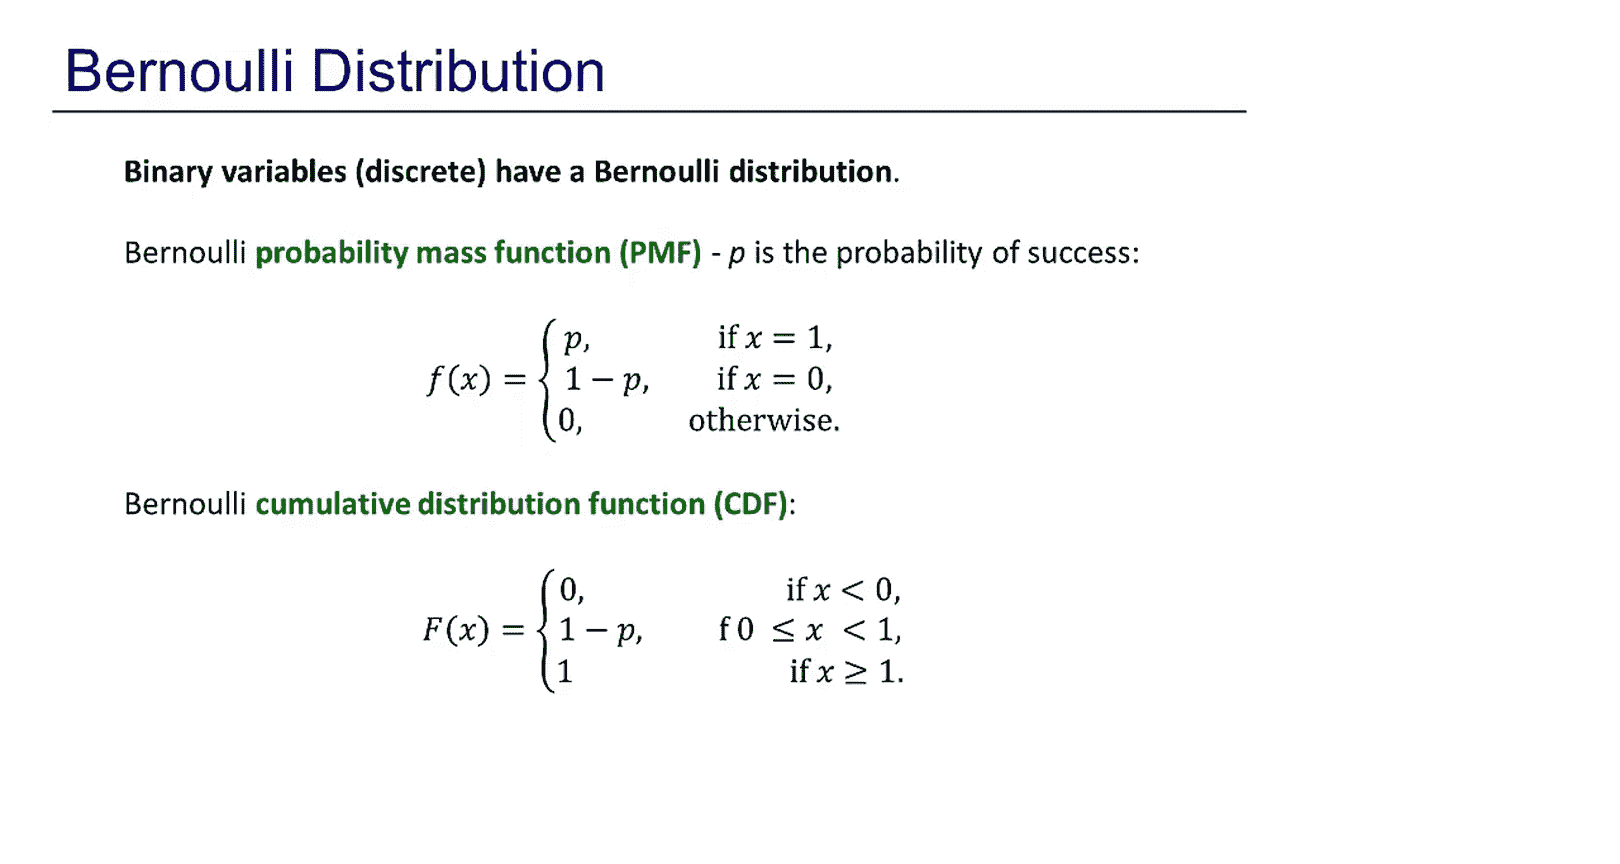 Bernoulli Distribution
Binary variables (discrete) have a Bernoulli distribution.
Bernoulli probability mass function (PMF) - p is the probability of success:
p, if x = 1,
f(x) = { 1 − p, if x = 0,
0, otherwise.
Bernoulli cumulative distribution function (CDF):
0, if x < 0,
F(x) = { 1 − p, f 0 ≤ x < 1,
1 if x ≥ 1.